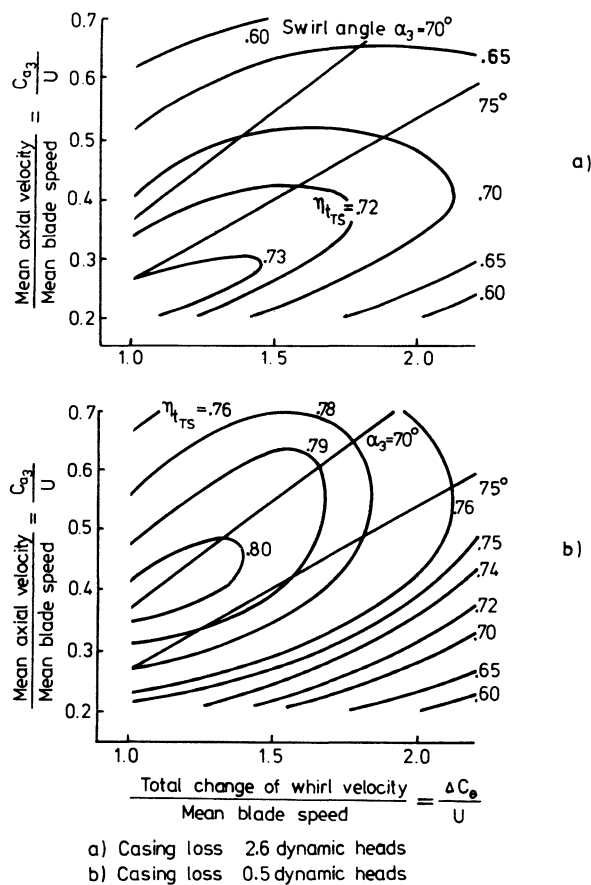 0.7
.60
Swirl angle α₃=70°
.65
0.6
75°
0.5
a)
0.4
ηtTS=.72
.70
0.3
.73
.65
.60
0.2
1.0
1.5
2.0
Mean axial velocity
Mean blade speed
=
Ca₃
U
0.7
ηtTS=.76
.78
α₃=70°
.79
0.6
75°
.76
0.5
.80
.75
b)
.74
0.4
.72
.70
0.3
.65
.60
0.2
1.0
1.5
2.0
Mean axial velocity
Mean blade speed
=
Ca₃
U
Total change of whirl velocity
Mean blade speed
=
ΔCθ
U
a) Casing loss 2.6 dynamic heads
b) Casing loss 0.5 dynamic heads